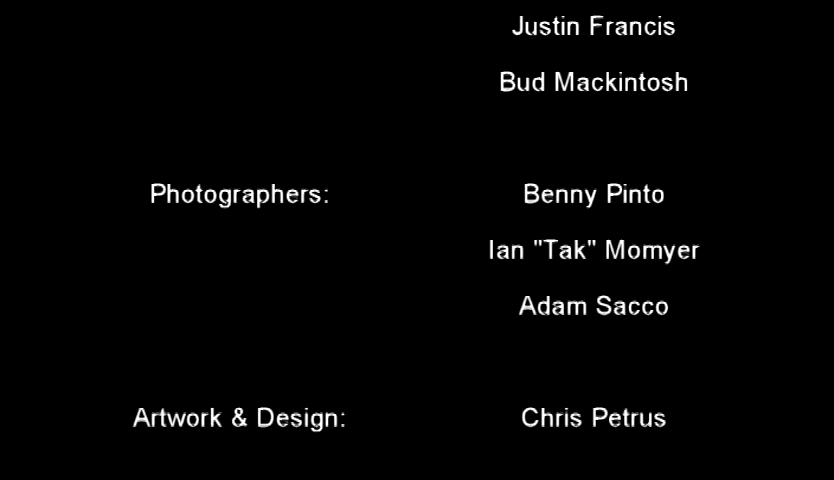 Justin Francis
Bud Mackintosh
Photographers: Benny Pinto
Ian "Tak" Momyer
Adam Sacco
Artwork & Design: Chris Petrus